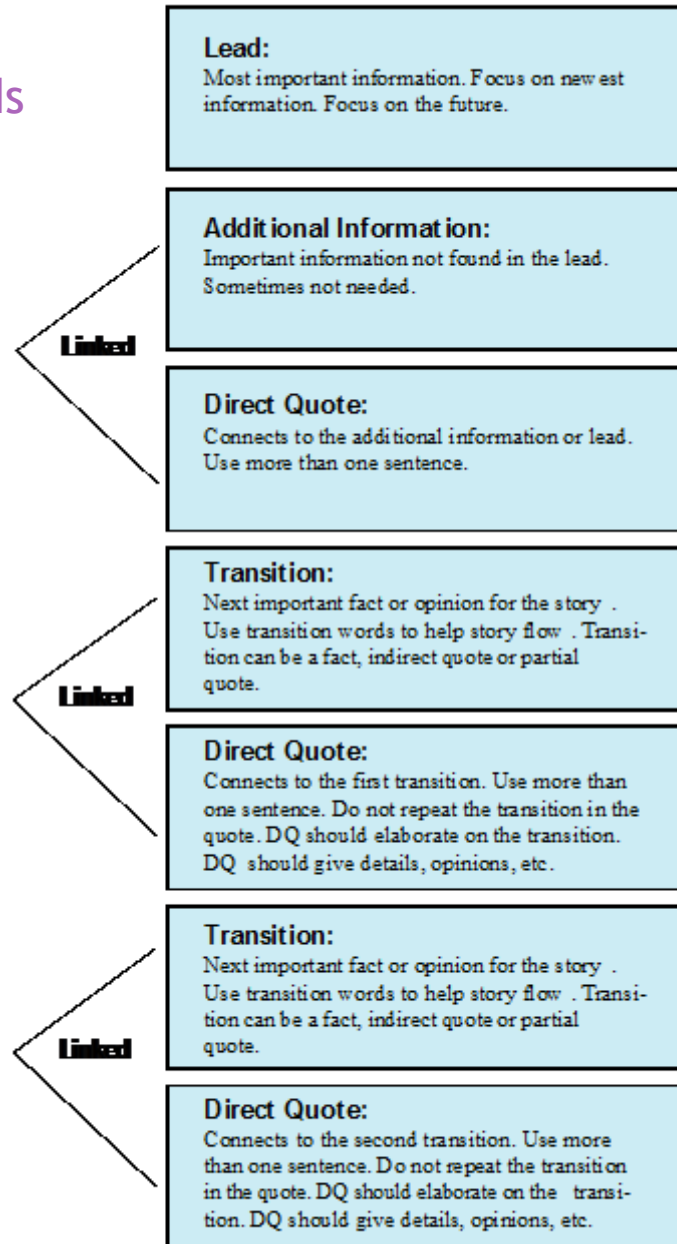 ls
Lead:
Most important information. Focus on newest
information. Focus on the future.
Additional Information:
Important information not found in the lead.
Sometimes not needed.
Linked
Direct Quote:
Connects to the additional information or lead.
Use more than one sentence.
Transition:
Next important fact or opinion for the story .
Use transition words to help story flow . Transi-
tion can be a fact, indirect quote or partial
quote.
Linked
Direct Quote:
Connects to the first transition. Use more than
one sentence. Do not repeat the transition in the
quote. DQ should elaborate on the transition.
DQ should give details, opinions, etc.
Transition:
Next important fact or opinion for the story .
Use transition words to help story flow . Transi-
tion can be a fact, indirect quote or partial
quote.
Linked
Direct Quote:
Connects to the second transition. Use more
than one sentence. Do not repeat the transition
in the quote. DQ should elaborate on the transi-
tion. DQ should give details, opinions, etc.